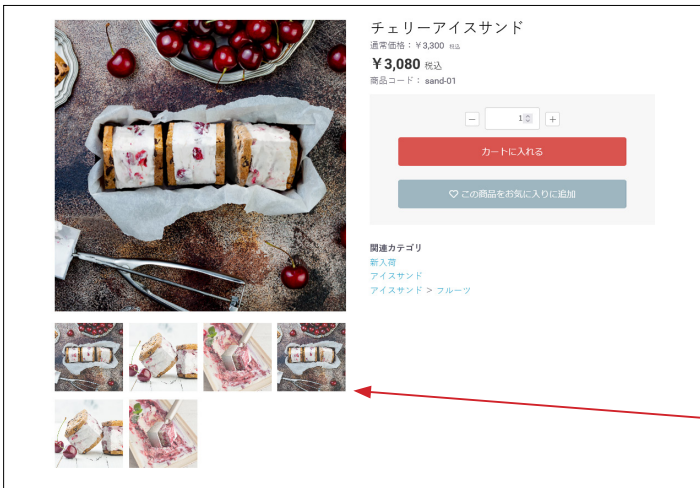 チェリーアイスサンド
通常価格：￥3,300 税込
￥3,080 税込
商品コード： sand-01
− 1 +
カートに入れる
♡ この商品をお気に入りに追加
関連カテゴリ
新入荷
アイスサンド
アイスサンド > フルーツ